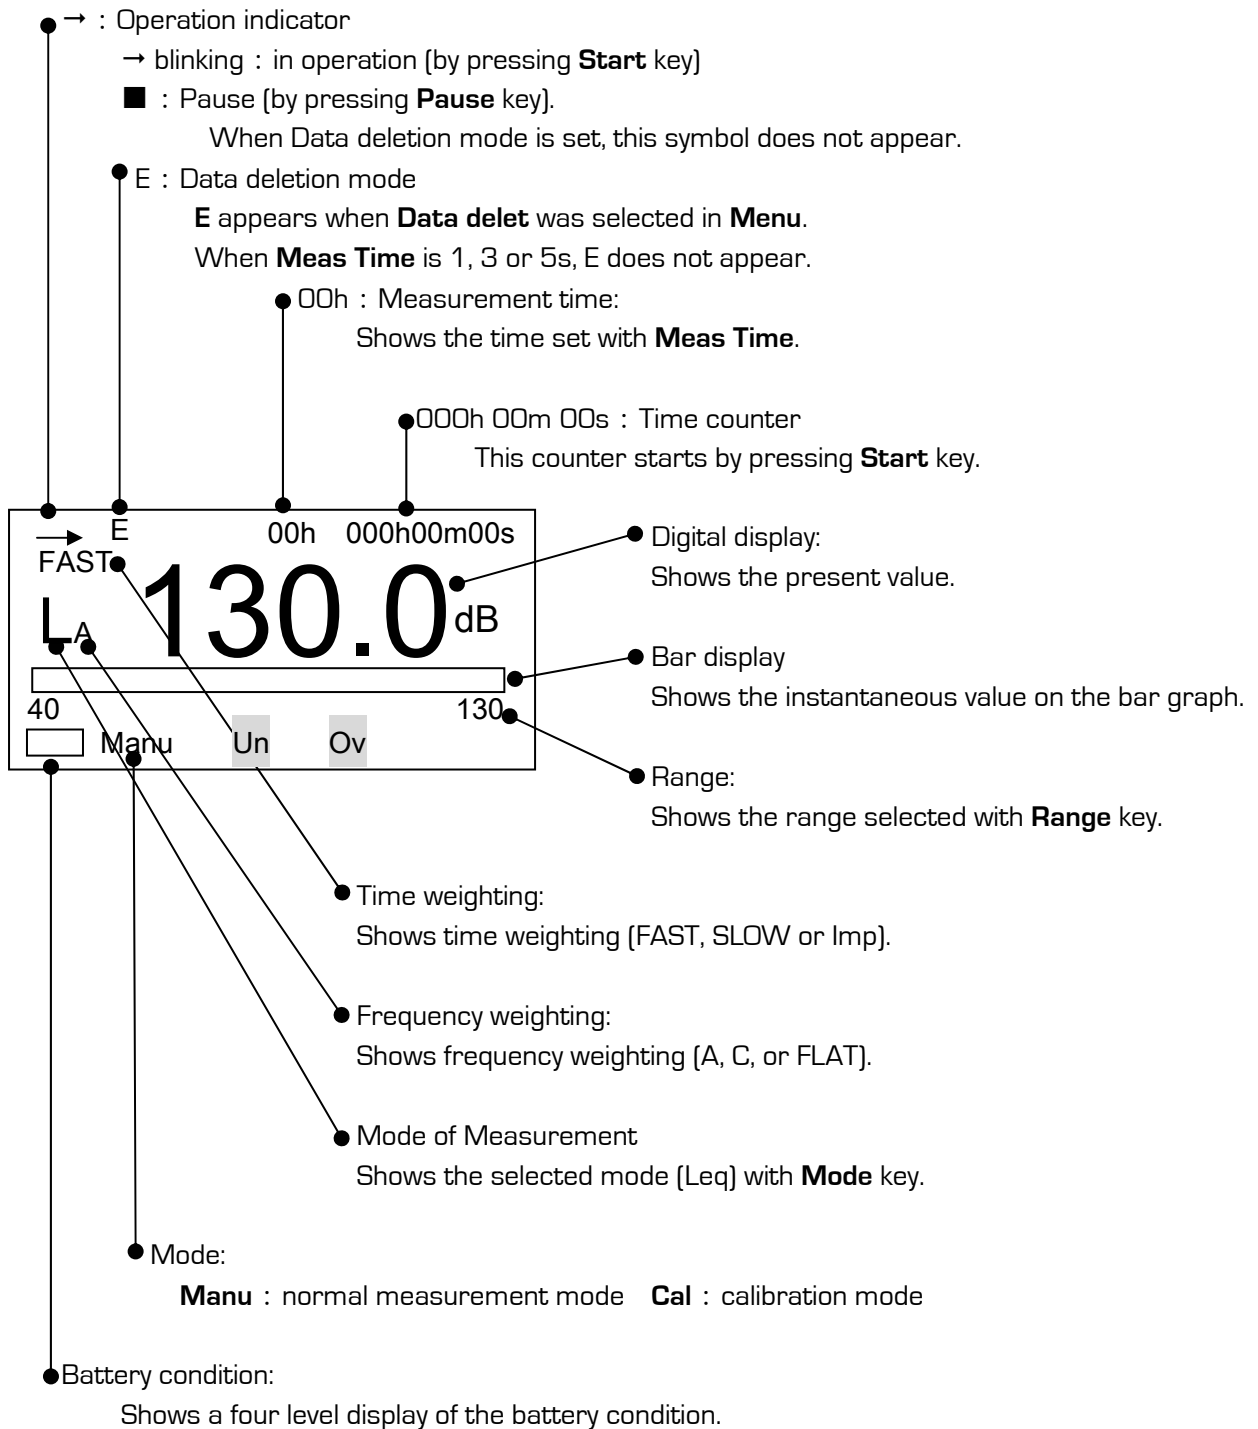 → : Operation indicator
→ blinking : in operation (by pressing Start key)
■ : Pause (by pressing Pause key).
When Data deletion mode is set, this symbol does not appear.
E : Data deletion mode
E appears when Data delet was selected in Menu.
When Meas Time is 1, 3 or 5s, E does not appear.
00h : Measurement time:
Shows the time set with Meas Time.
000h 00m 00s : Time counter
This counter starts by pressing Start key.
→ E 00h 000h00m00s
FAST
LA 130.0 dB
40 130
Manu Un Ov
Digital display:
Shows the present value.
Bar display
Shows the instantaneous value on the bar graph.
Range:
Shows the range selected with Range key.
Time weighting:
Shows time weighting (FAST, SLOW or Imp).
Frequency weighting:
Shows frequency weighting (A, C, or FLAT).
Mode of Measurement
Shows the selected mode (Leq) with Mode key.
Mode:
Manu : normal measurement mode Cal : calibration mode
Battery condition:
Shows a four level display of the battery condition.